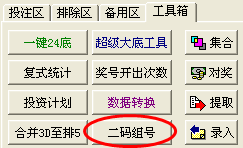 投注区 排除区 备用区 工具箱
一键24底 超级大底工具 集合
复式统计 奖号开出次数 对奖
投资计划 数据转换 提取
合并3D至排5 二码组号 录入